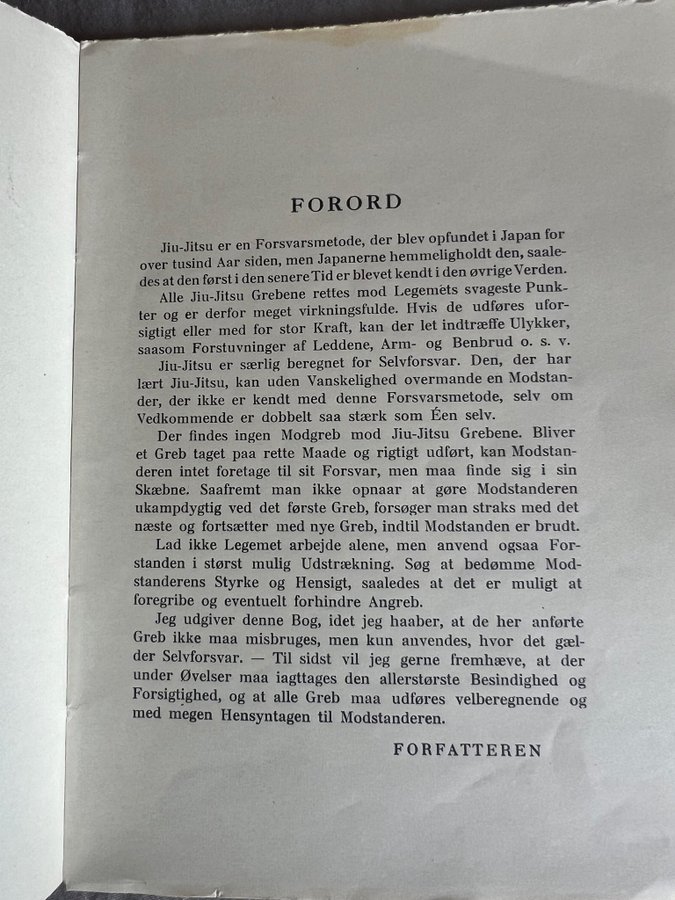 FORORD
Jiu-Jitsu er en Forsvarsmetode, der blev opfundet i Japan for
over tusind Aar siden, men Japanerne hemmeligholdt den, saale-
des at den først i den senere Tid er blevet kendt i den øvrige Verden.
Alle Jiu-Jitsu Grebene rettes mod Legemets svageste Punk-
ter og er derfor meget virkningsfulde. Hvis de udføres ufor-
sigtigt eller med for stor Kraft, kan der let indtræffe Ulykker,
saasom Forstuvninger af Leddene, Arm- og Benbrud o. s. v.
Jiu-Jitsu er særlig beregnet for Selvforsvar. Den, der har
lært Jiu-Jitsu, kan uden Vanskelighed overmande en Modstan-
der, der ikke er kendt med denne Forsvarsmetode, selv om
Vedkommende er dobbelt saa stærk som Éen selv.
Der findes ingen Modgreb mod Jiu-Jitsu Grebene. Bliver
et Greb taget paa rette Maade og rigtigt udført, kan Modstan-
deren intet foretage til sit Forsvar, men maa finde sig i sin
Skæbne. Saafremt man ikke opnaar at gøre Modstanderen
ukampdygtig ved det første Greb, forsøger man straks med det
næste og fortsætter med nye Greb, indtil Modstanden er brudt.
Lad ikke Legemet arbejde alene, men anvend ogsaa For-
standen i størst mulig Udstrækning. Søg at bedømme Mod-
standerens Styrke og Hensigt, saaledes at det er muligt at
foregribe og eventuelt forhindre Angreb.
Jeg udgiver denne Bog, idet jeg haaber, at de her anførte
Greb ikke maa misbruges, men kun anvendes, hvor det gæl-
der Selvforsvar. — Til sidst vil jeg gerne fremhæve, at der
under Øvelser maa iagttages den allerstørste Besindighed og
Forsigtighed, og at alle Greb maa udføres velberegnende og
med megen Hensyntagen til Modstanderen.
FORFATTEREN